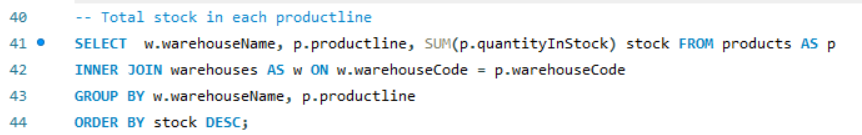 40 -- Total stock in each productline
41 SELECT w.warehouseName, p.productline, SUM(p.quantityInStock) stock FROM products AS p
42 INNER JOIN warehouses AS w ON w.warehouseCode = p.warehouseCode
43 GROUP BY w.warehouseName, p.productline
44 ORDER BY stock DESC;